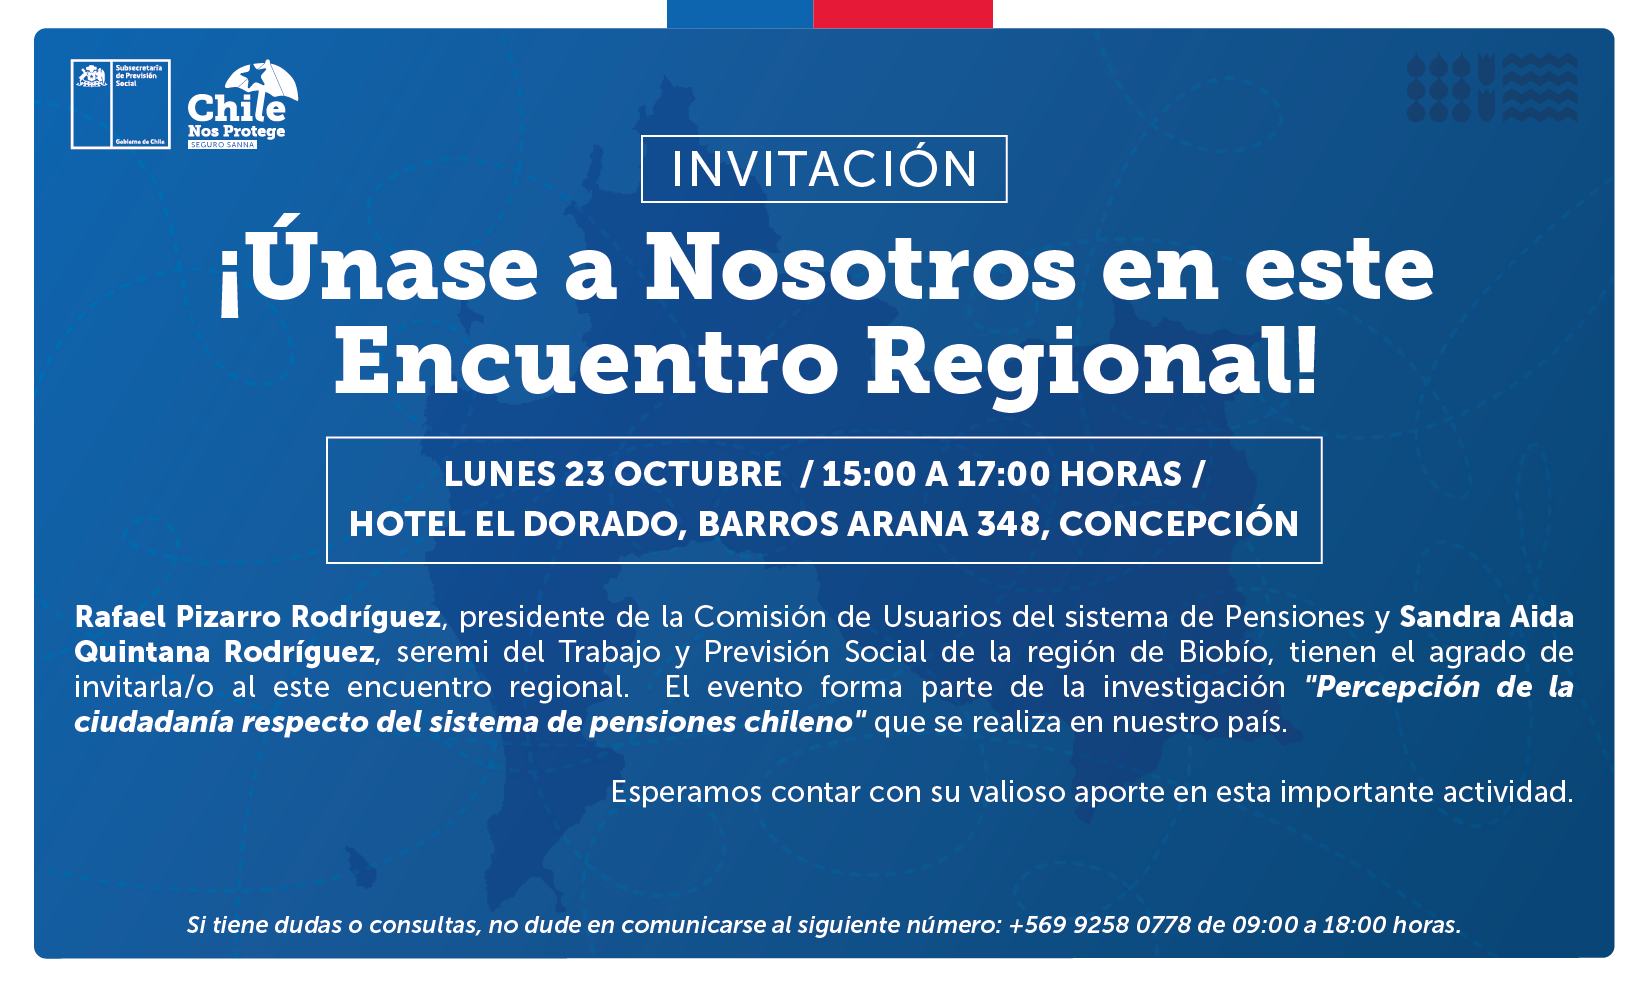 Subsecretaría
de Previsión
Social
Gobierno de Chile
Chile
Nos Protege
SEGURO SANNA
INVITACIÓN
¡Únase a Nosotros en este
Encuentro Regional!
LUNES 23 OCTUBRE / 15:00 A 17:00 HORAS /
HOTEL EL DORADO, BARROS ARANA 348, CONCEPCIÓN
Rafael Pizarro Rodríguez, presidente de la Comisión de Usuarios del sistema de Pensiones y Sandra Aida
Quintana Rodríguez, seremi del Trabajo y Previsión Social de la región de Biobío, tienen el agrado de
invitarla/o al este encuentro regional. El evento forma parte de la investigación "Percepción de la
ciudadanía respecto del sistema de pensiones chileno" que se realiza en nuestro país.
Esperamos contar con su valioso aporte en esta importante actividad.
Si tiene dudas o consultas, no dude en comunicarse al siguiente número: +569 9258 0778 de 09:00 a 18:00 horas.